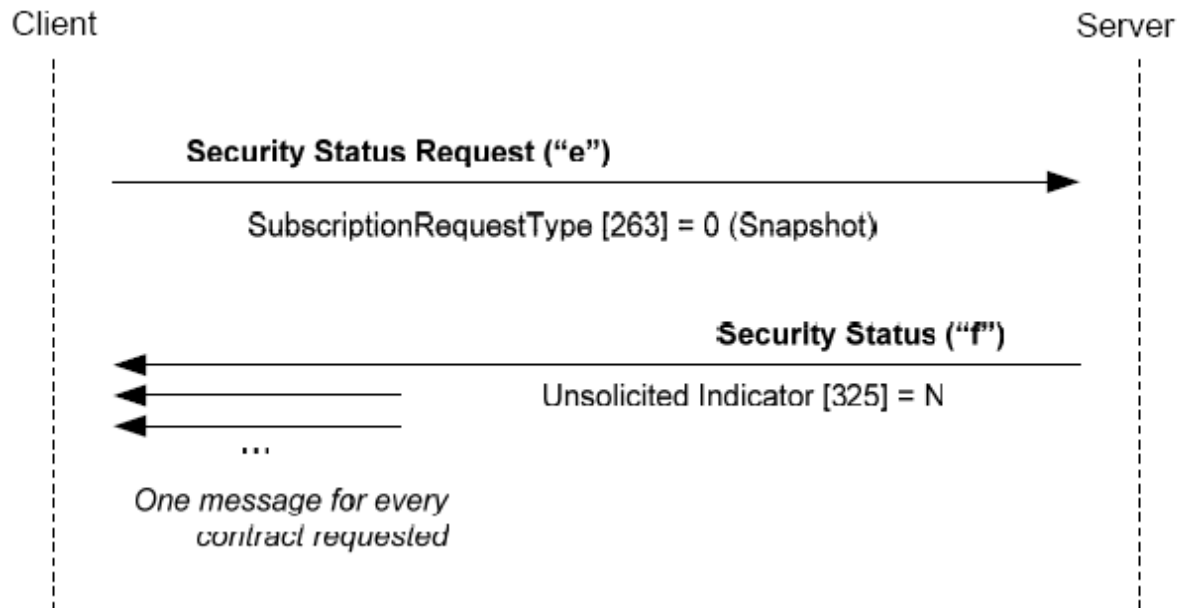 Client
Server
Security Status Request (“e”)
SubscriptionRequestType [263] = 0 (Snapshot)
Security Status (“f”)
Unsolicited Indicator [325] = N
...
One message for every
contract requested